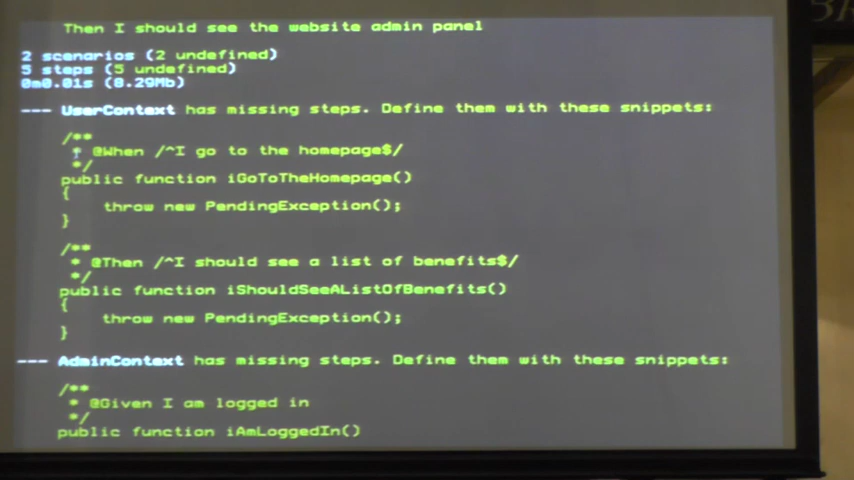 Then I should see the website admin panel
2 scenarios (2 undefined)
5 steps (5 undefined)
0m0.01s (8.29Mb)
--- UserContext has missing steps. Define them with these snippets:
/**
* @When /^I go to the homepage$/
*/
public function iGoToTheHomepage()
{
throw new PendingException();
}
/**
* @Then /^I should see a list of benefits$/
*/
public function iShouldSeeAListOfBenefits()
{
throw new PendingException();
}
--- AdminContext has missing steps. Define them with these snippets:
/**
* @Given I am logged in
*/
public function iAmLoggedIn()